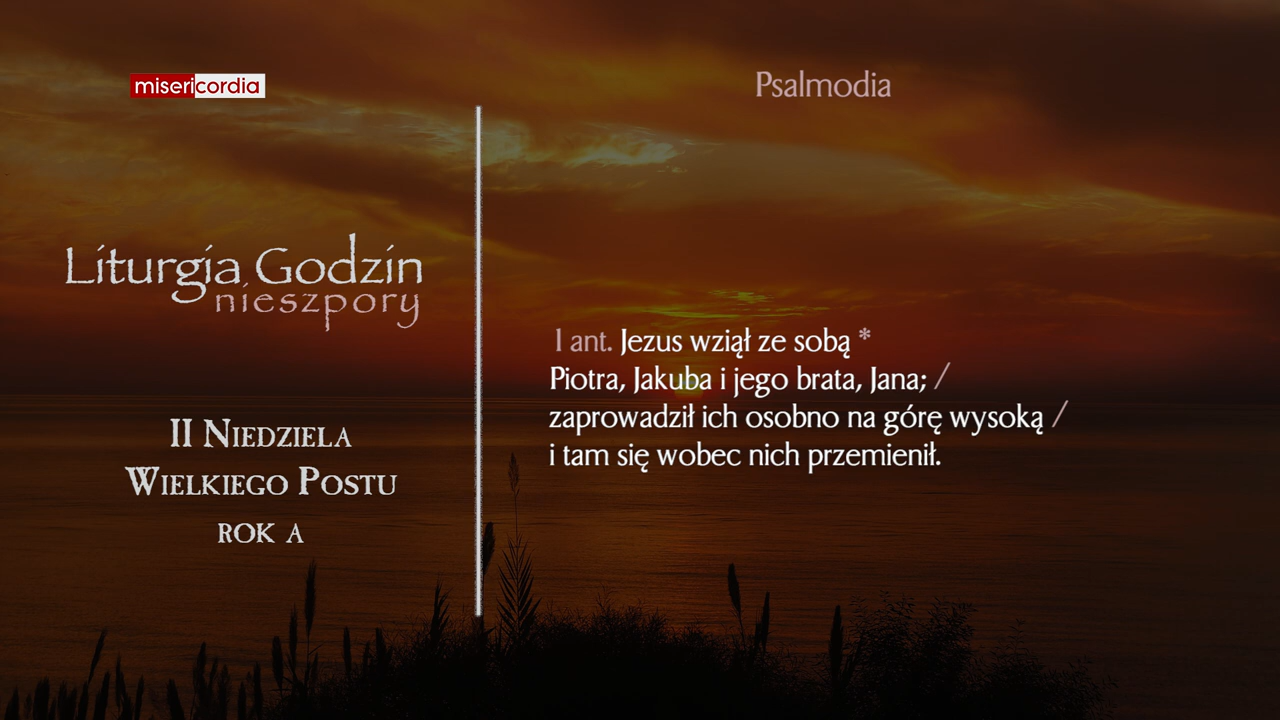 misericordia
Liturgia Godzin
nieszpory
II Niedziela
Wielkiego Postu
rok a
Psalmodia
1 ant. Jezus wziął ze sobą *
Piotra, Jakuba i jego brata, Jana; /
zaprowadził ich osobno na górę wysoką /
i tam się wobec nich przemienił.